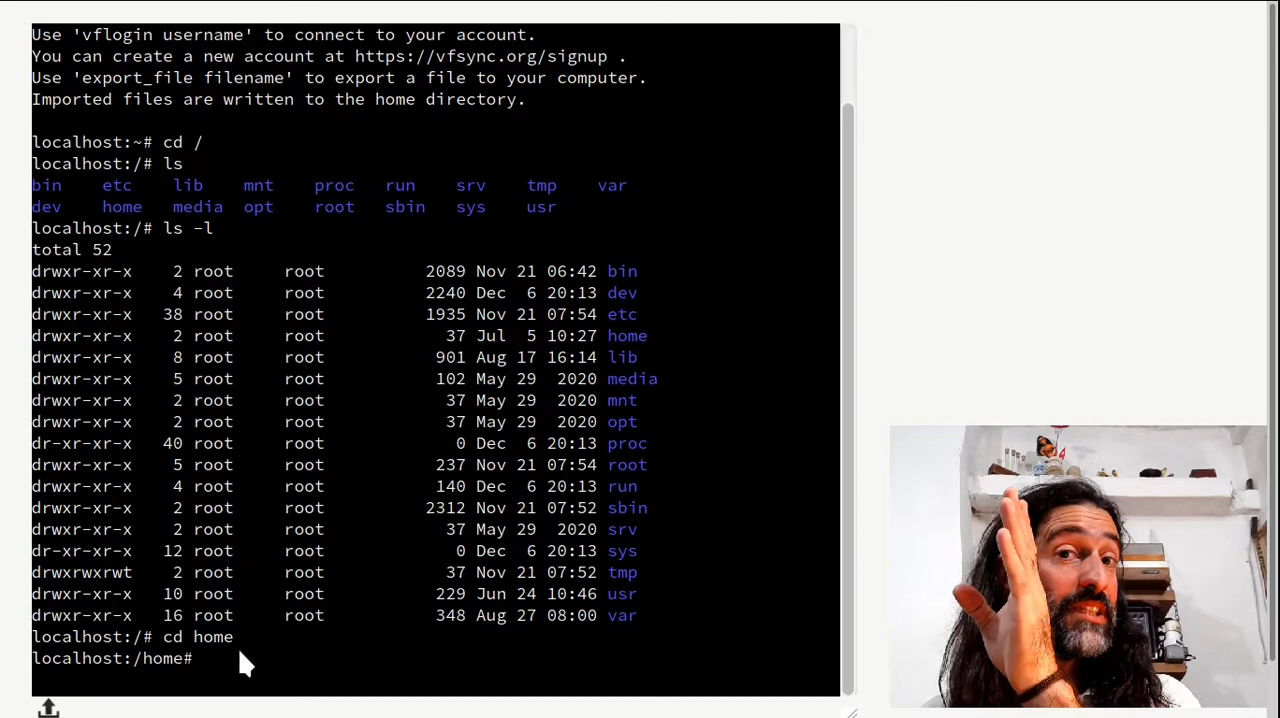 Use 'vflogin username' to connect to your account.
You can create a new account at https://vfsync.org/signup .
Use 'export_file filename' to export a file to your computer.
Imported files are written to the home directory.
localhost:~# cd /
localhost:/# ls
bin etc lib mnt proc run srv tmp var
dev home media opt root sbin sys usr
localhost:/# ls -l
total 52
drwxr-xr-x 2 root root 2089 Nov 21 06:42 bin
drwxr-xr-x 4 root root 2240 Dec 6 20:13 dev
drwxr-xr-x 38 root root 1935 Nov 21 07:54 etc
drwxr-xr-x 2 root root 37 Jul 5 10:27 home
drwxr-xr-x 8 root root 901 Aug 17 16:14 lib
drwxr-xr-x 5 root root 102 May 29 2020 media
drwxr-xr-x 2 root root 37 May 29 2020 mnt
drwxr-xr-x 2 root root 37 May 29 2020 opt
dr-xr-xr-x 40 root root 0 Dec 6 20:13 proc
drwxr-xr-x 5 root root 237 Nov 21 07:54 root
drwxr-xr-x 4 root root 140 Dec 6 20:13 run
drwxr-xr-x 2 root root 2312 Nov 21 07:52 sbin
drwxr-xr-x 2 root root 37 May 29 2020 srv
dr-xr-xr-x 12 root root 0 Dec 6 20:13 sys
drwxrwxrwt 2 root root 37 Nov 21 07:52 tmp
drwxr-xr-x 10 root root 229 Jun 24 10:46 usr
drwxr-xr-x 16 root root 348 Aug 27 08:00 var
localhost:/# cd home
localhost:/home#